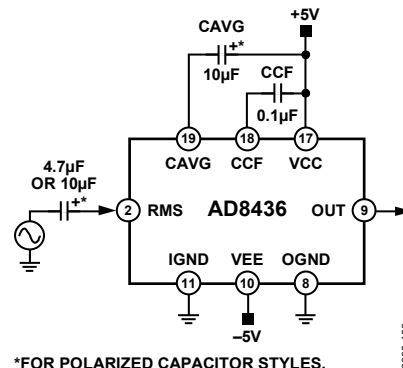 CAVG
+5V
+*
10µF
CCF
0.1µF
19
18
17
CAVG
CCF
VCC
4.7µF
OR 10µF
+*
2
RMS
AD8436
OUT
9
IGND
VEE
OGND
11
10
8
–5V
*FOR POLARIZED CAPACITOR STYLES.